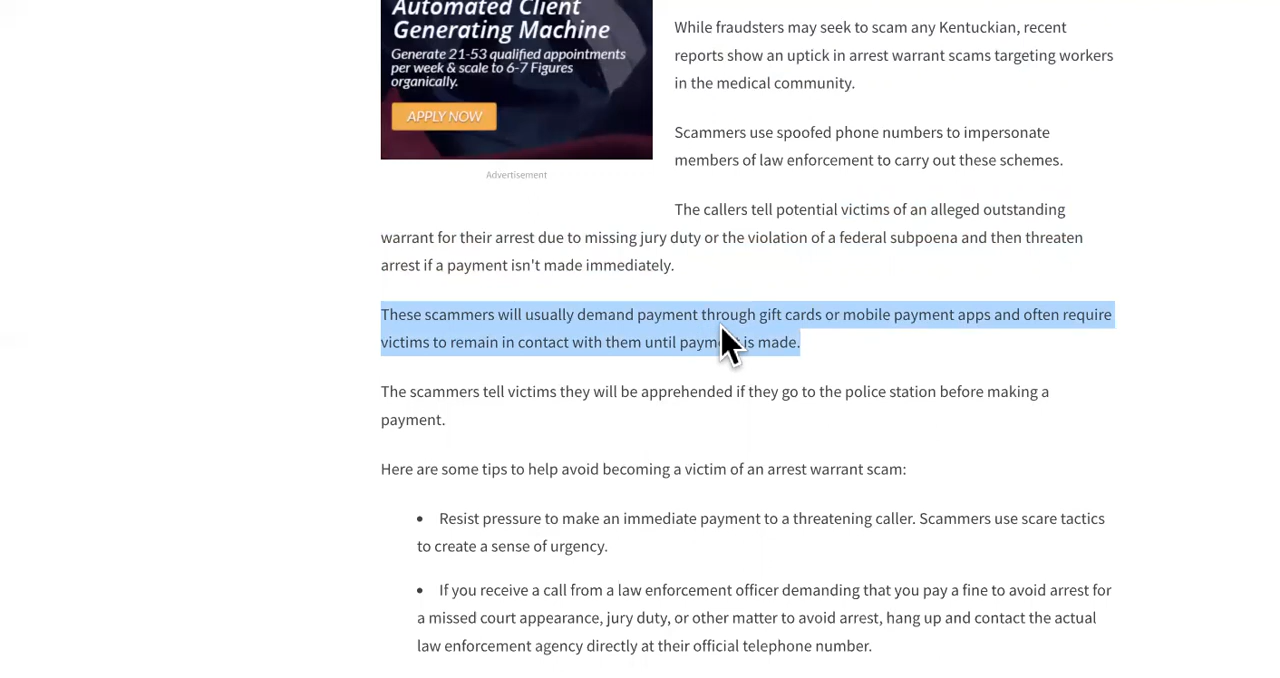 Automated Client
Generating Machine
Generate 21-53 qualified appointments
per week & scale to 6-7 Figures
organically.
APPLY NOW
Advertisement
While fraudsters may seek to scam any Kentuckian, recent
reports show an uptick in arrest warrant scams targeting workers
in the medical community.
Scammers use spoofed phone numbers to impersonate
members of law enforcement to carry out these schemes.
The callers tell potential victims of an alleged outstanding
warrant for their arrest due to missing jury duty or the violation of a federal subpoena and then threaten
arrest if a payment isn't made immediately.
These scammers will usually demand payment through gift cards or mobile payment apps and often require
victims to remain in contact with them until payment is made.
The scammers tell victims they will be apprehended if they go to the police station before making a
payment.
Here are some tips to help avoid becoming a victim of an arrest warrant scam:
• Resist pressure to make an immediate payment to a threatening caller. Scammers use scare tactics
to create a sense of urgency.
• If you receive a call from a law enforcement officer demanding that you pay a fine to avoid arrest for
a missed court appearance, jury duty, or other matter to avoid arrest, hang up and contact the actual
law enforcement agency directly at their official telephone number.